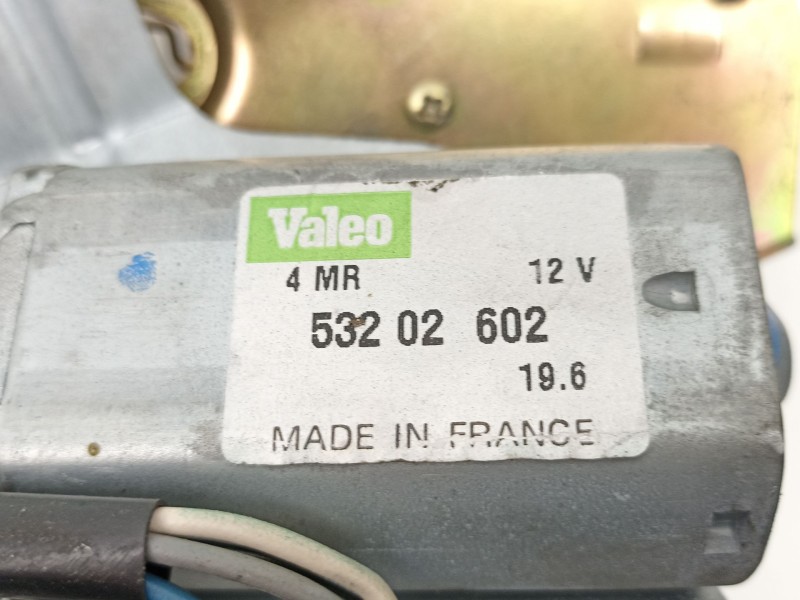 Valeo
4 MR 12 V
532 02 602
19.6
MADE IN FRANCE